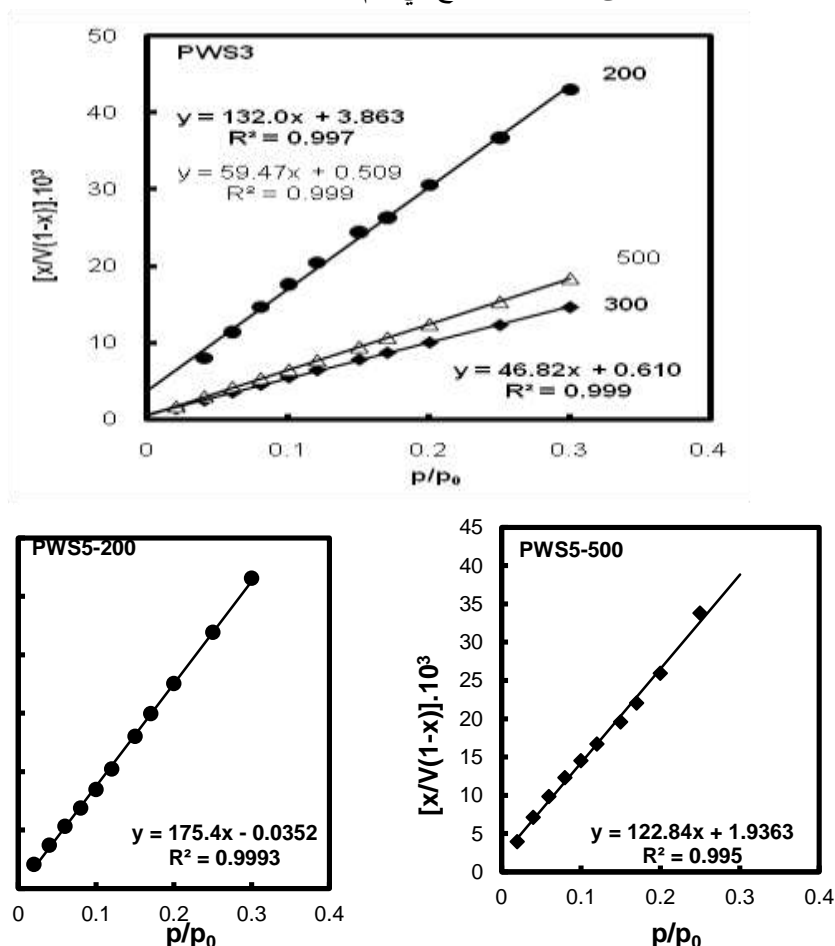 50
PWS3
200
y = 132.0x + 3.863
R² = 0.997
y = 59.47x + 0.509
R² = 0.999
40
30
20
10
0
[x/V(1-x)].10³
500
300
y = 46.82x + 0.610
R² = 0.999
0 0.1 0.2 0.3 0.4
p/p₀
PWS5-200
y = 175.4x - 0.0352
R² = 0.9993
0 0.1 0.2 0.3 0.4
p/p₀
45
40
35
30
25
20
15
10
5
0
[x/V(1-x)].10³
PWS5-500
y = 122.84x + 1.9363
R² = 0.995
0 0.1 0.2 0.3 0.4
p/p₀